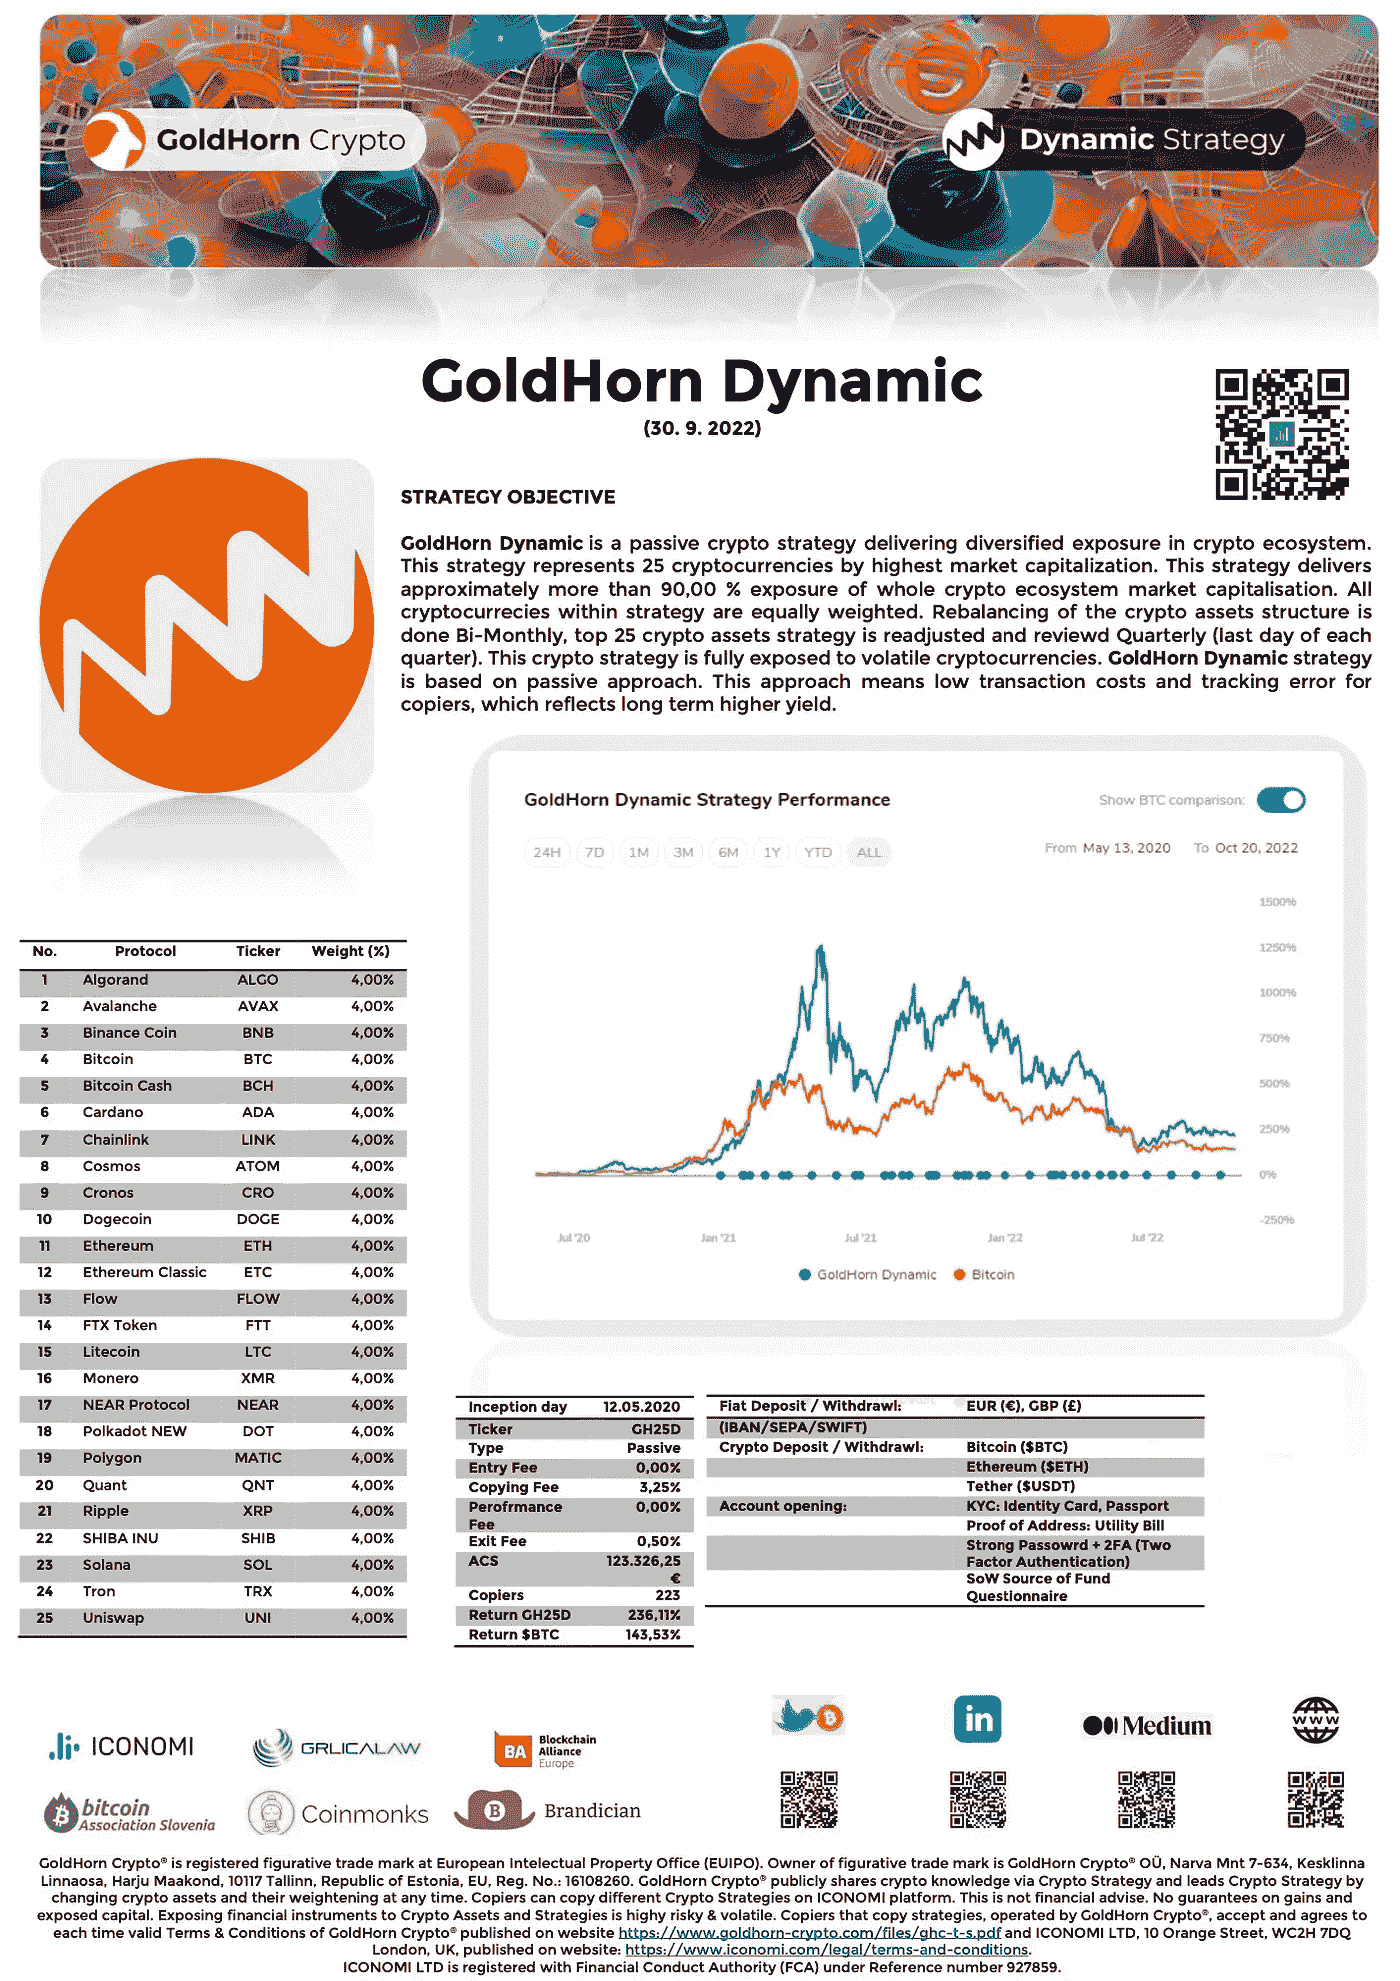 GoldHorn Crypto
Dynamic Strategy
GoldHorn Dynamic
(30. 9. 2022)
STRATEGY OBJECTIVE
GoldHorn Dynamic is a passive crypto strategy delivering diversified exposure in crypto ecosystem.
This strategy represents 25 cryptocurrencies by highest market capitalization. This strategy delivers
approximately more than 90,00 % exposure of whole crypto ecosystem market capitalisation. All
cryptocurrecies within strategy are equally weighted. Rebalancing of the crypto assets structure is
done Bi-Monthly, top 25 crypto assets strategy is readjusted and reviewd Quarterly (last day of each
quarter). This crypto strategy is fully exposed to volatile cryptocurrencies. GoldHorn Dynamic strategy
is based on passive approach. This approach means low transaction costs and tracking error for
copiers, which reflects long term higher yield.
GoldHorn Dynamic Strategy Performance
Show BTC comparison:
24H 7D 1M 3M 6M 1Y YTD ALL
From May 13, 2020 To Oct 20, 2022
1500%
1250%
1000%
750%
500%
250%
0%
-250%
Jul '20 Jan '21 Jul '21 Jan '22 Jul '22
GoldHorn Dynamic Bitcoin
No. Protocol Ticker Weight (%)
1 Algorand ALGO 4,00%
2 Avalanche AVAX 4,00%
3 Binance Coin BNB 4,00%
4 Bitcoin BTC 4,00%
5 Bitcoin Cash BCH 4,00%
6 Cardano ADA 4,00%
7 Chainlink LINK 4,00%
8 Cosmos ATOM 4,00%
9 Cronos CRO 4,00%
10 Dogecoin DOGE 4,00%
11 Ethereum ETH 4,00%
12 Ethereum Classic ETC 4,00%
13 Flow FLOW 4,00%
14 FTX Token FTT 4,00%
15 Litecoin LTC 4,00%
16 Monero XMR 4,00%
17 NEAR Protocol NEAR 4,00%
18 Polkadot NEW DOT 4,00%
19 Polygon MATIC 4,00%
20 Quant QNT 4,00%
21 Ripple XRP 4,00%
22 SHIBA INU SHIB 4,00%
23 Solana SOL 4,00%
24 Tron TRX 4,00%
25 Uniswap UNI 4,00%
Inception day 12.05.2020
Ticker GH25D
Type Passive
Entry Fee 0,00%
Copying Fee 3,25%
Perofrmance 0,00%
Fee
Exit Fee 0,50%
ACS 123.326,25
€
Copiers 223
Return GH25D 236,11%
Return $BTC 143,53%
Fiat Deposit / Withdrawl: EUR (€), GBP (£)
(IBAN/SEPA/SWIFT)
Crypto Deposit / Withdrawl: Bitcoin ($BTC)
Ethereum ($ETH)
Tether ($USDT)
Account opening: KYC: Identity Card, Passport
Proof of Address: Utility Bill
Strong Passowrd + 2FA (Two
Factor Authentication)
SoW Source of Fund
Questionnaire
ICONOMI
GRLICALAW
BA Blockchain
Alliance
Europe
in
Medium
WWW
bitcoin
Association Slovenia
Coinmonks
B Brandician
GoldHorn Crypto® is registered figurative trade mark at European Intelectual Property Office (EUIPO). Owner of figurative trade mark is GoldHorn Crypto® OÜ, Narva Mnt 7-634, Kesklinna
Linnaosa, Harju Maakond, 10117 Tallinn, Republic of Estonia, EU, Reg. No.: 16108260. GoldHorn Crypto® publicly shares crypto knowledge via Crypto Strategy and leads Crypto Strategy by
changing crypto assets and their weightening at any time. Copiers can copy different Crypto Strategies on ICONOMI platform. This is not financial advise. No guarantees on gains and
exposed capital. Exposing financial instruments to Crypto Assets and Strategies is highy risky & volatile. Copiers that copy strategies, operated by GoldHorn Crypto®, accept and agrees to
each time valid Terms & Conditions of GoldHorn Crypto® published on website https://www.goldhorn-crypto.com/files/ghc-t-s.pdf and ICONOMI LTD, 10 Orange Street, WC2H 7DQ
London, UK, published on website: https://www.iconomi.com/legal/terms-and-conditions.
ICONOMI LTD is registered with Financial Conduct Authority (FCA) under Reference number 927859.